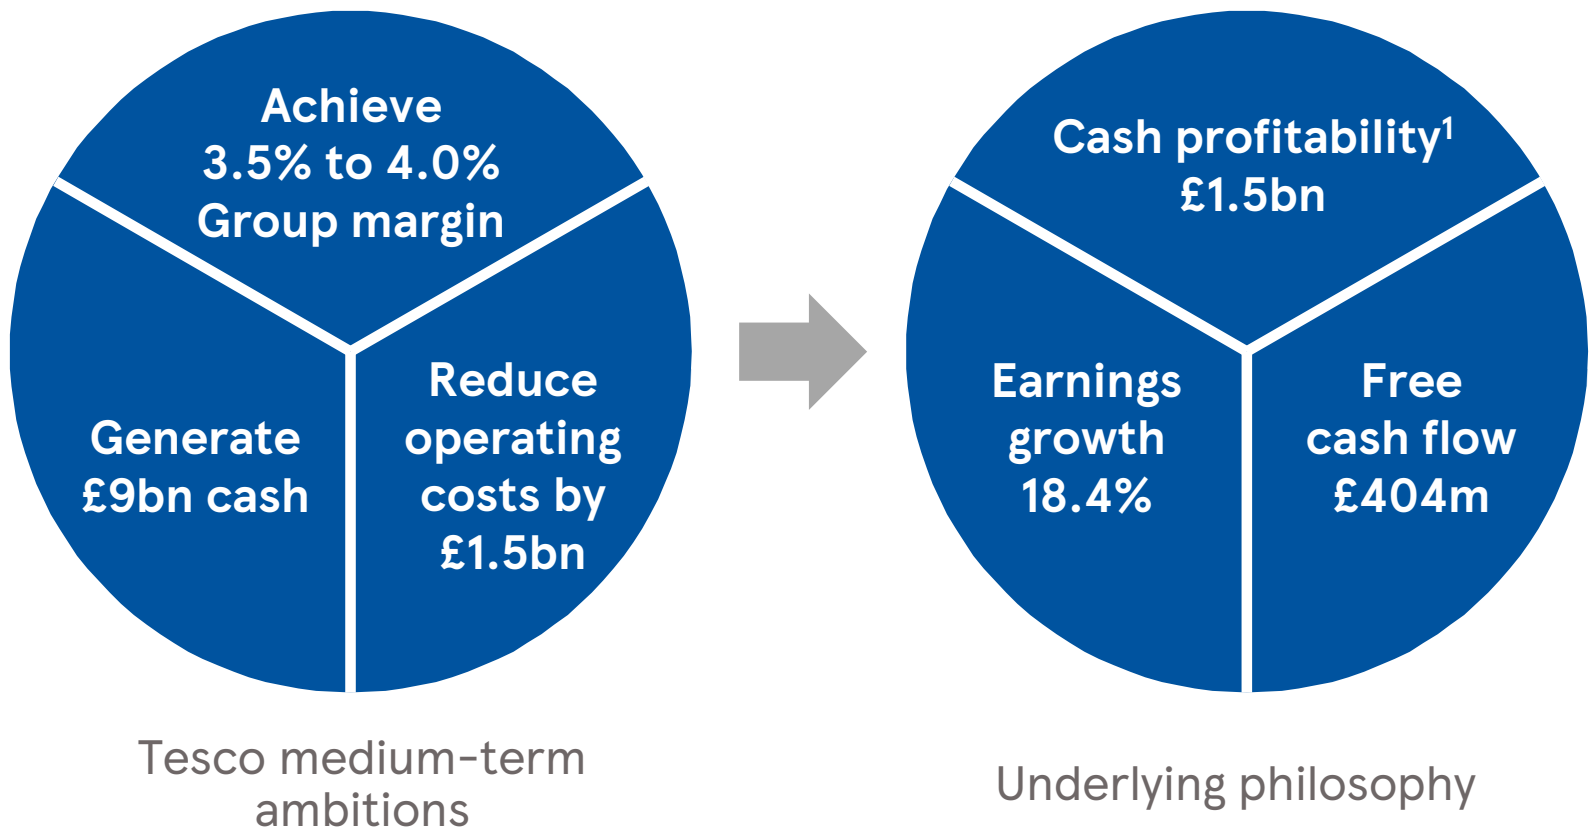 Achieve
3.5% to 4.0%
Group margin
Generate
£9bn cash
Reduce
operating
costs by
£1.5bn
Tesco medium-term
ambitions
Cash profitability¹
£1.5bn
Earnings
growth
18.4%
Free
cash flow
£404m
Underlying philosophy